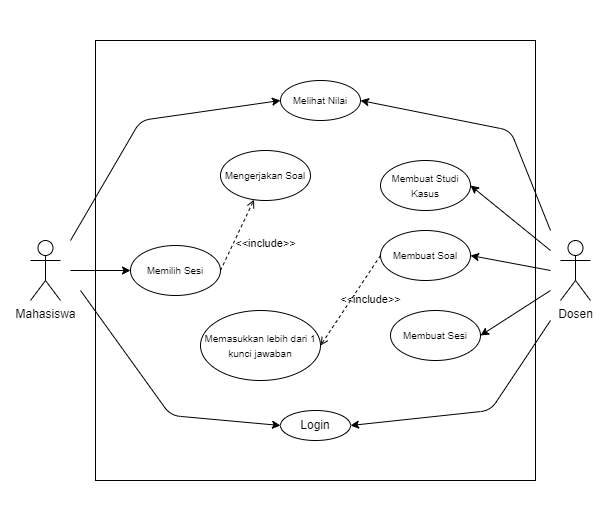 Melihat Nilai
Mengerjakan Soal
Membuat Studi
Kasus
<<include>>
Membuat Soal
Memilih Sesi
<<include>>
Mahasiswa
Dosen
Memasukkan lebih dari 1
kunci jawaban
Membuat Sesi
Login